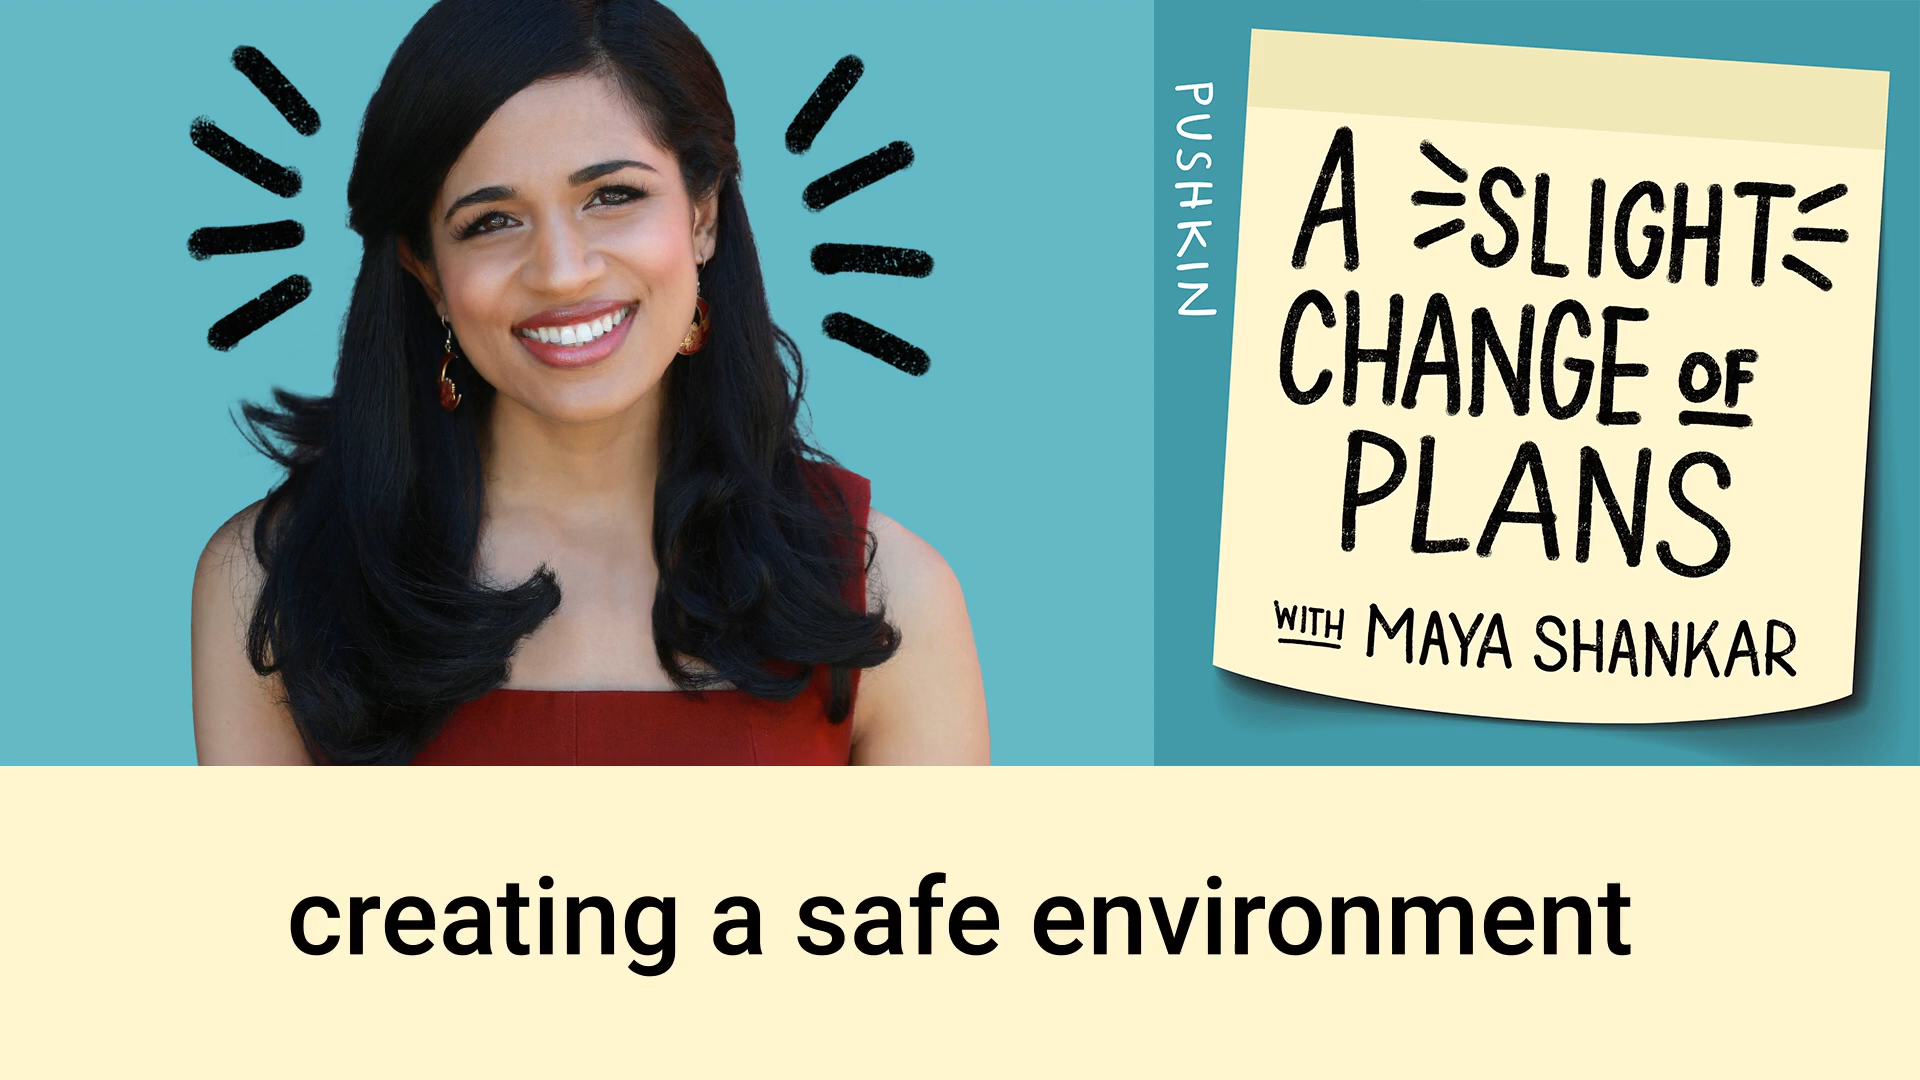 PUSHKIN
A SLIGHT
CHANGE OF
PLANS
WITH MAYA SHANKAR
creating a safe environment